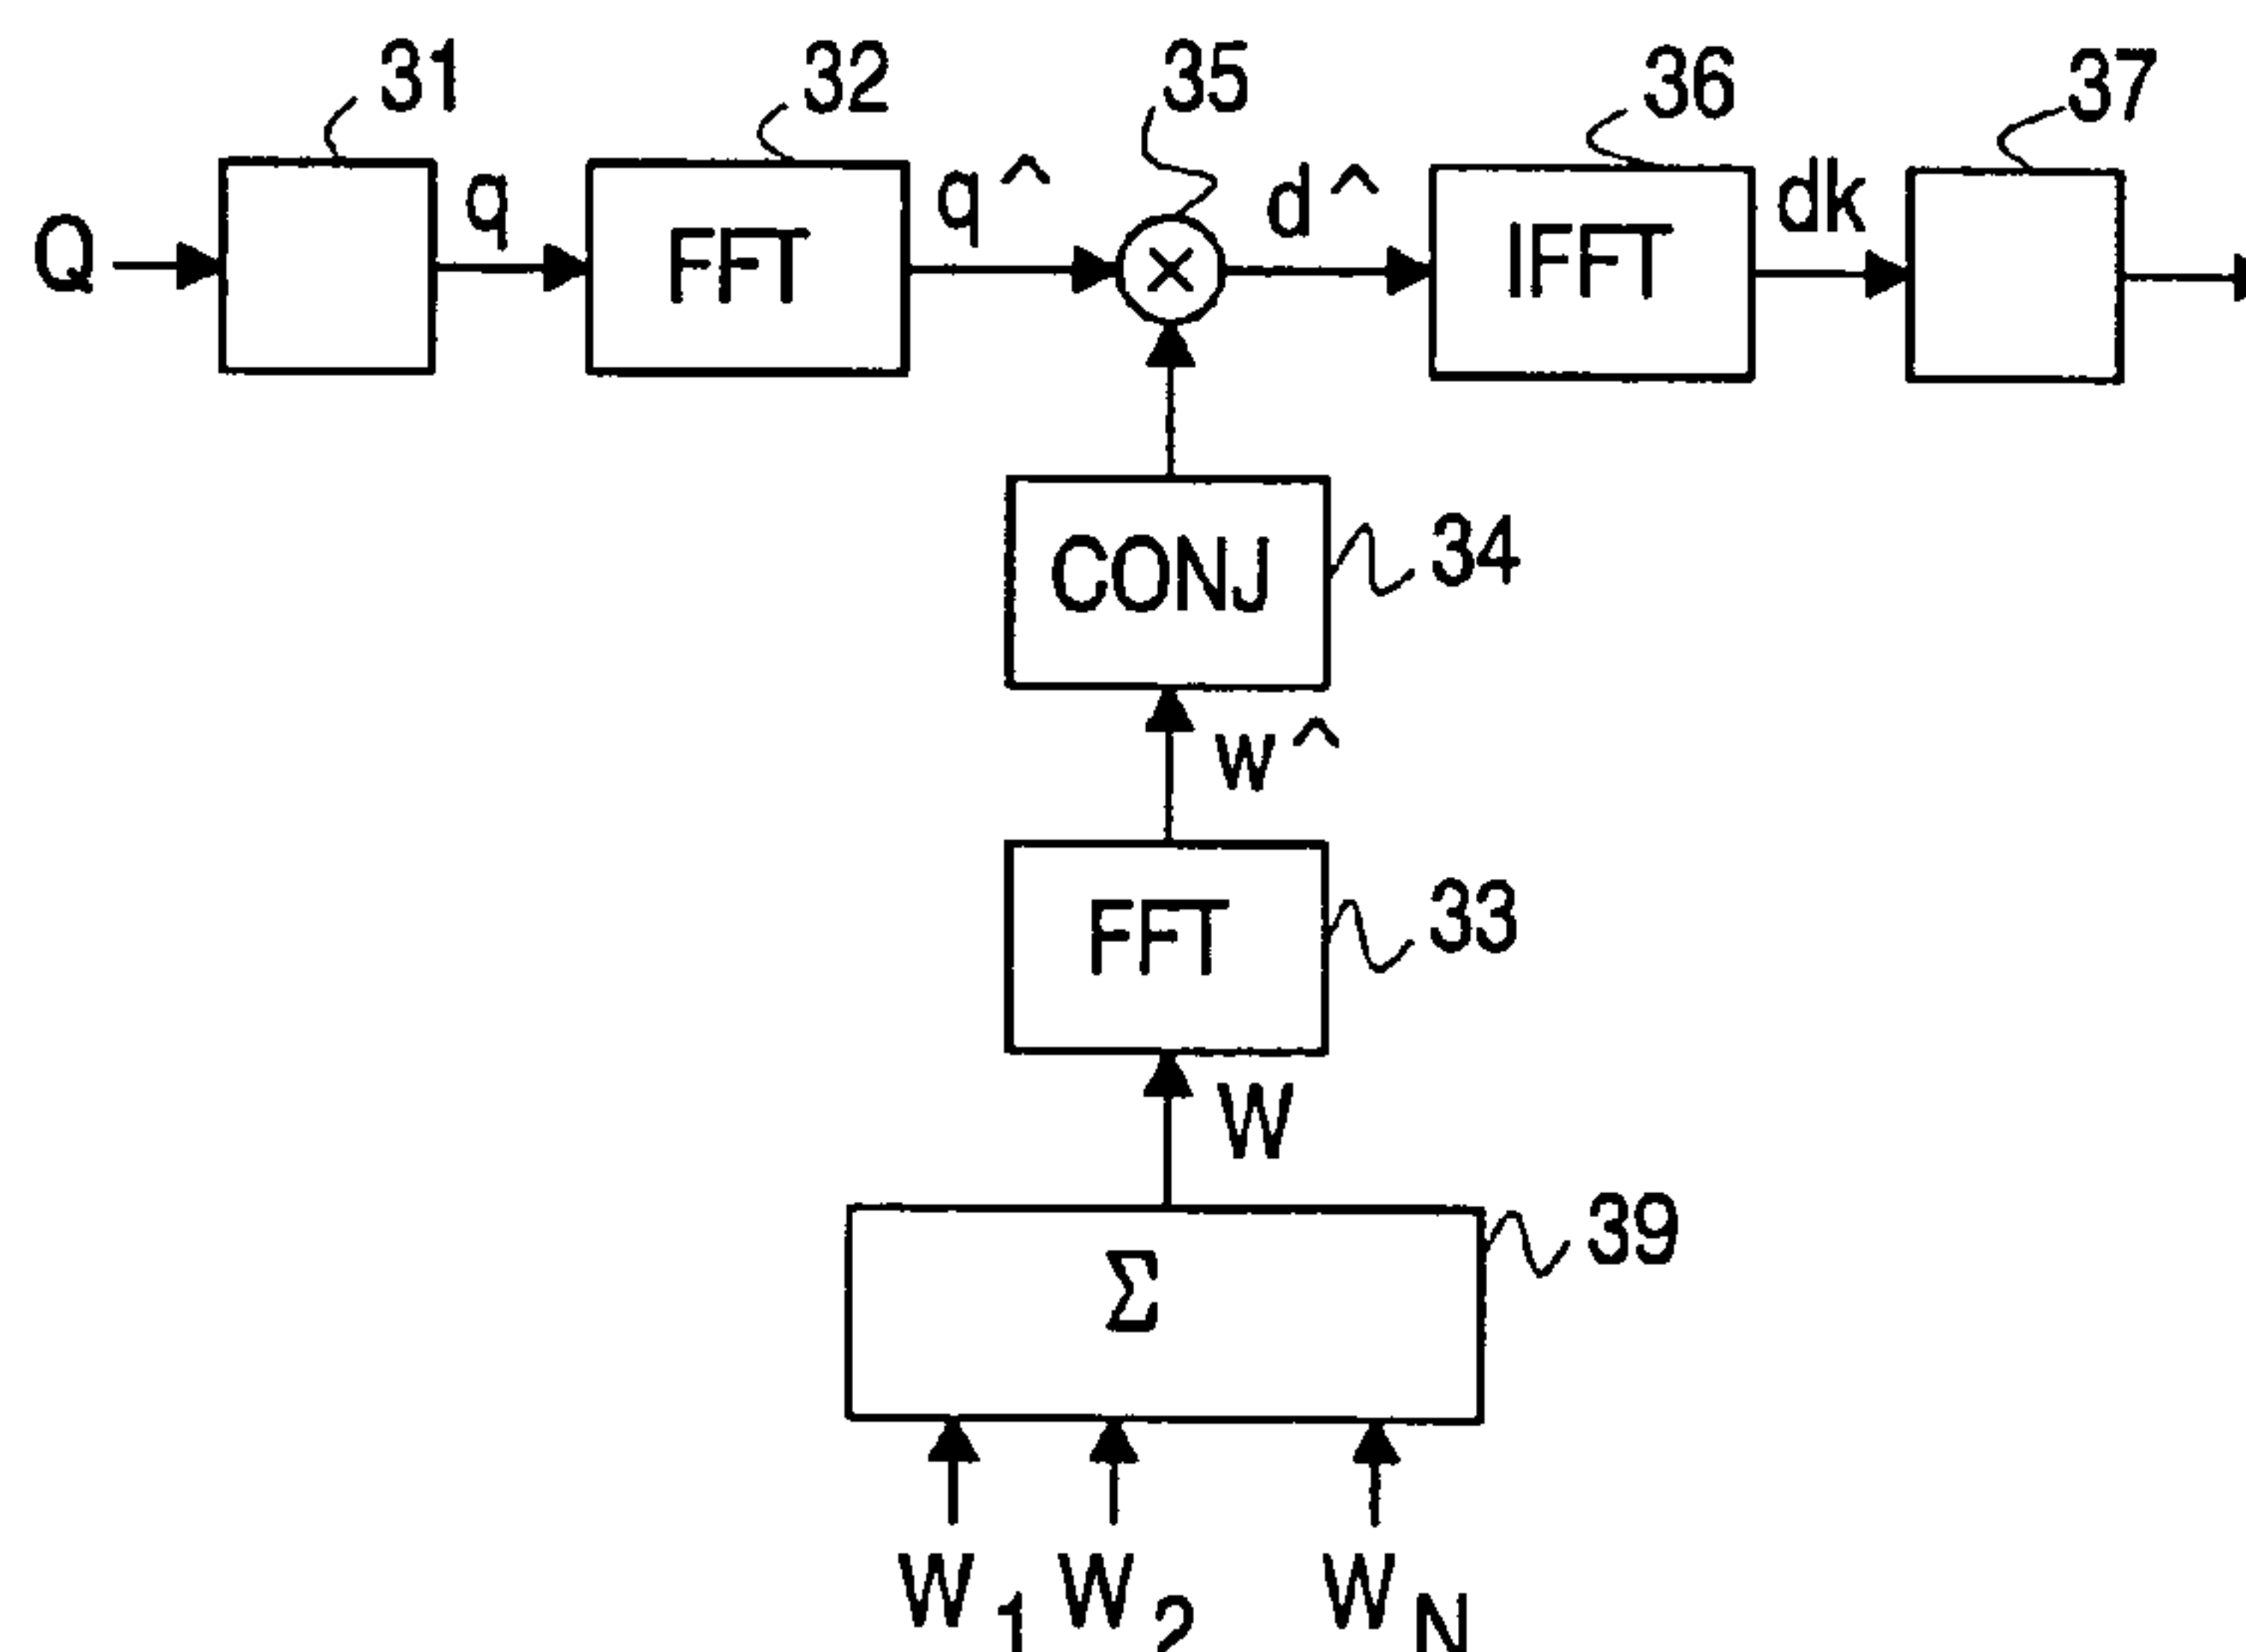 31 32 35 36 37
Q q FFT q^ × d^ IFFT dk
CONJ 34
w^
FFT 33
W
Σ 39
W1 W2 WN